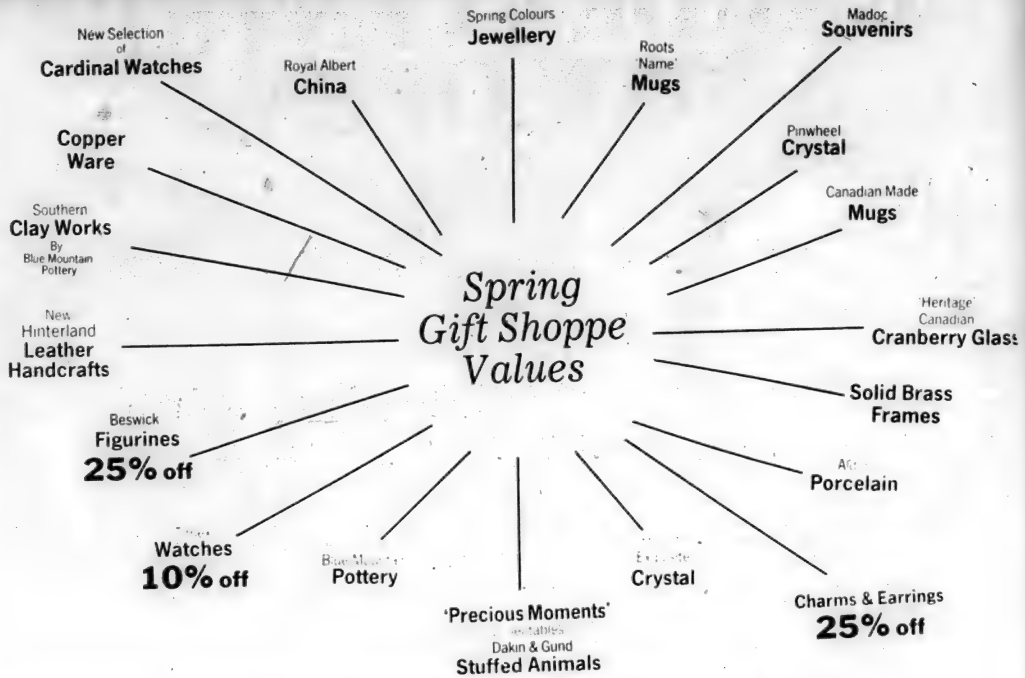 Spring Colours
Jewellery
Madoc
Souvenirs
New Selection
of
Cardinal Watches
Royal Albert
China
Roots
'Name'
Mugs
Copper
Ware
Pinwheel
Crystal
Southern
Clay Works
By
Blue Mountain
Pottery
Canadian Made
Mugs
Spring
Gift Shoppe
Values
New
Hinterland
Leather
Handcrafts
'Heritage'
Canadian
Cranberry Glass
Solid Brass
Frames
Beswick
Figurines
25% off
Porcelain
Watches
10% off
Blue Mountain
Pottery
'Precious Moments'
Dakin & Gund
Stuffed Animals
Crystal
Charms & Earrings
25% off